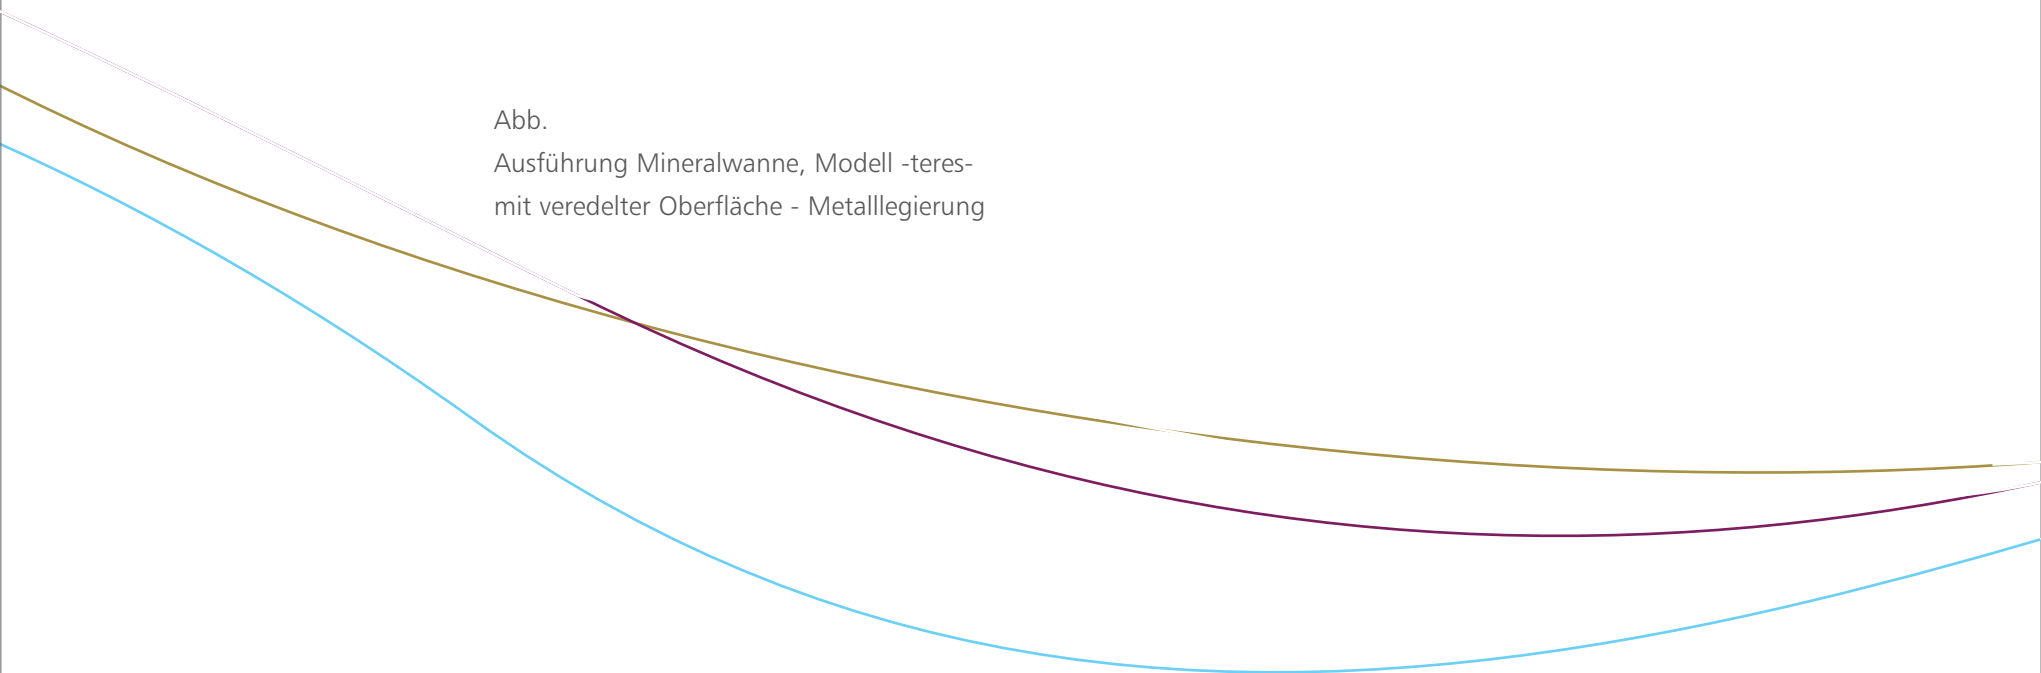 Abb.
Ausführung Mineralwanne, Modell -teres-
mit veredelter Oberfläche - Metalllegierung